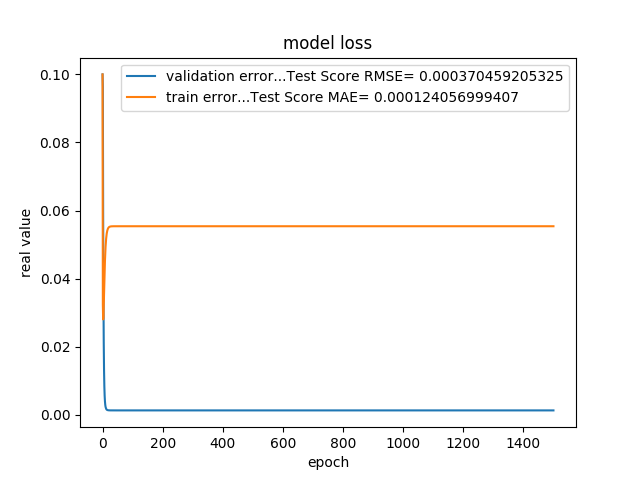 model loss
validation error...Test Score RMSE= 0.000370459205325
train error...Test Score MAE= 0.000124056999407
0.10
0.08
0.06
0.04
0.02
0.00
real value
0 200 400 600 800 1000 1200 1400
epoch